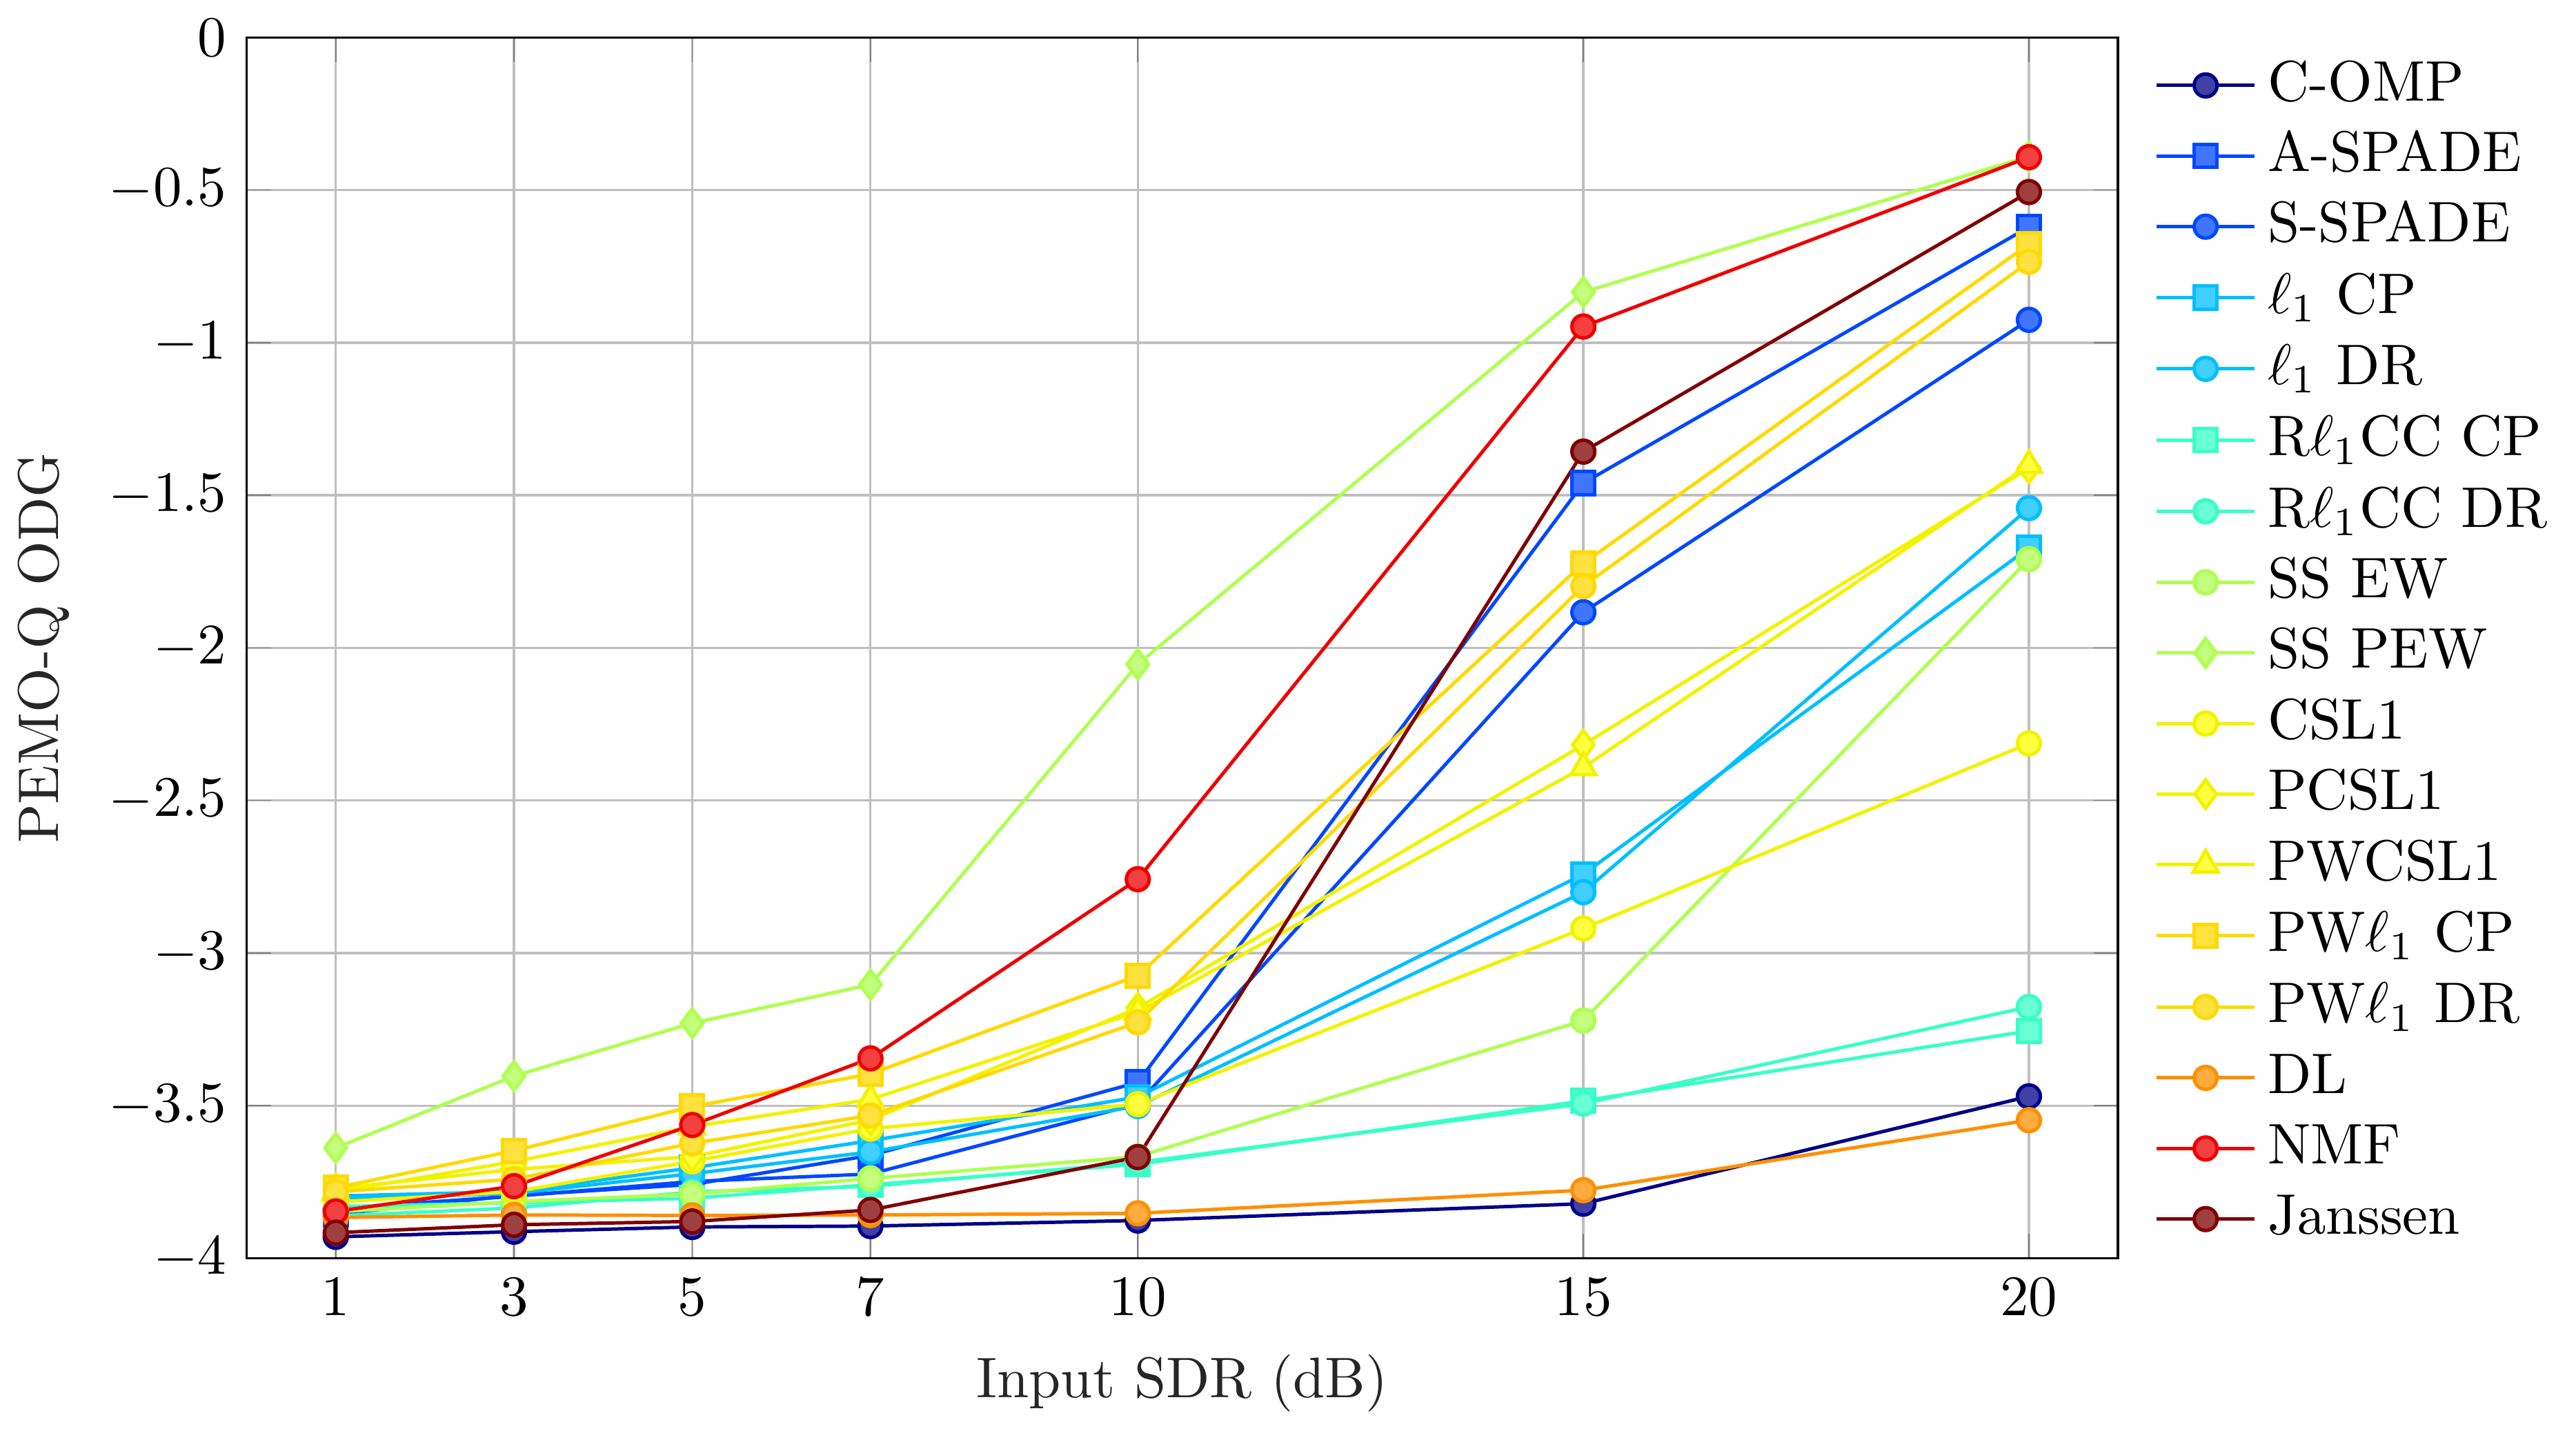 0
−0.5
−1
−1.5
−2
−2.5
−3
−3.5
−4
PEMO-Q ODG
1 3 5 7 10 15 20
Input SDR (dB)
C-OMP
A-SPADE
S-SPADE
ℓ₁ CP
ℓ₁ DR
Rℓ₁CC CP
Rℓ₁CC DR
SS EW
SS PEW
CSL1
PCSL1
PWCSL1
PWℓ₁ CP
PWℓ₁ DR
DL
NMF
Janssen